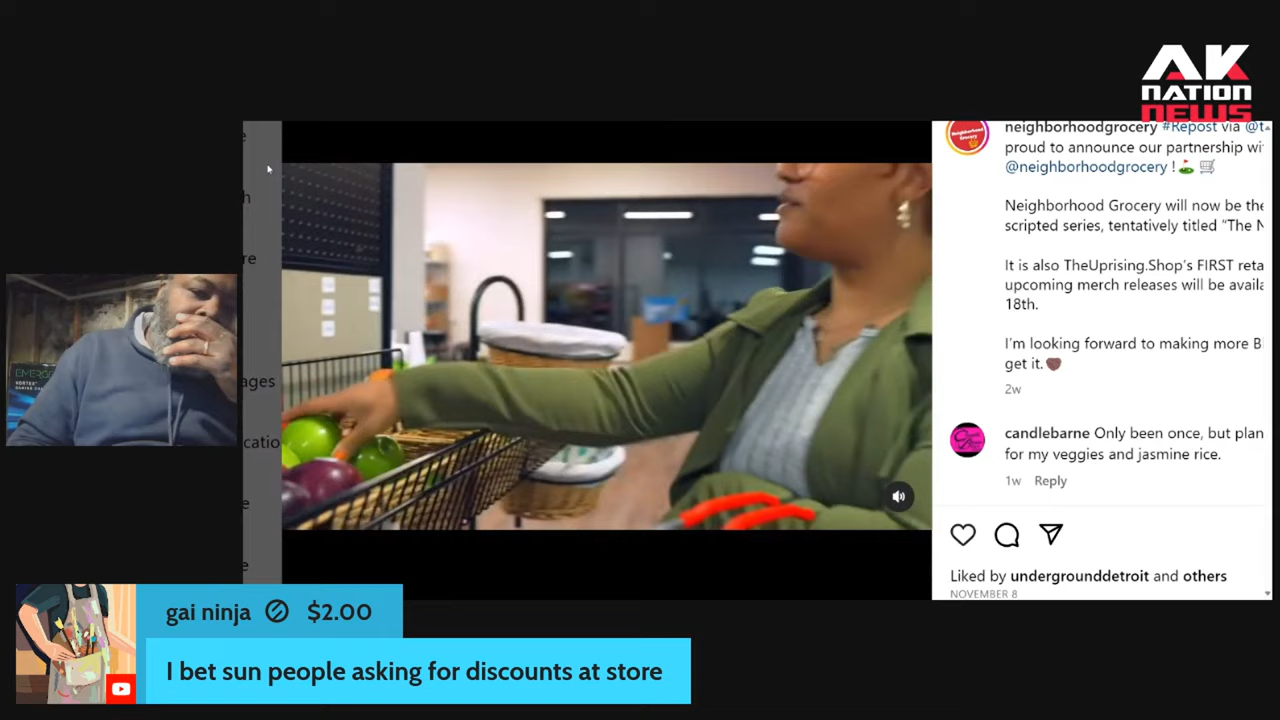 AK
NATION
NEWS
neighborhoodgrocery #Repost via @t
proud to announce our partnership wi
@neighborhoodgrocery !
Neighborhood Grocery will now be the
scripted series, tentatively titled “The N
It is also TheUprising.Shop's FIRST reta
upcoming merch releases will be availa
18th.
I'm looking forward to making more B
get it.
2w
candlebarne Only been once, but plan
for my veggies and jasmine rice.
1w Reply
Liked by undergrounddetroit and others
NOVEMBER 8
e
h
re
ages
catio
e
e
EMERGE
gai ninja $2.00
I bet sun people asking for discounts at store